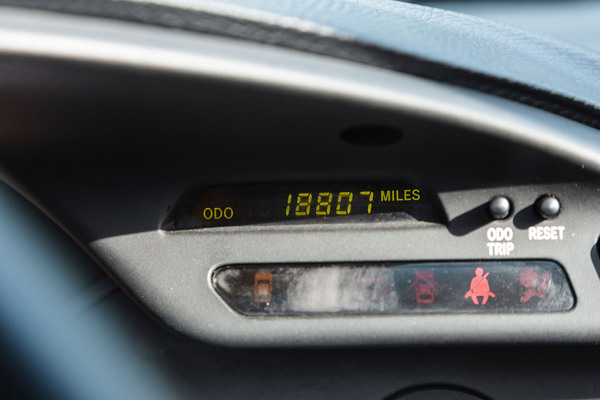 ODO 18807 MILES
ODO TRIP
RESET